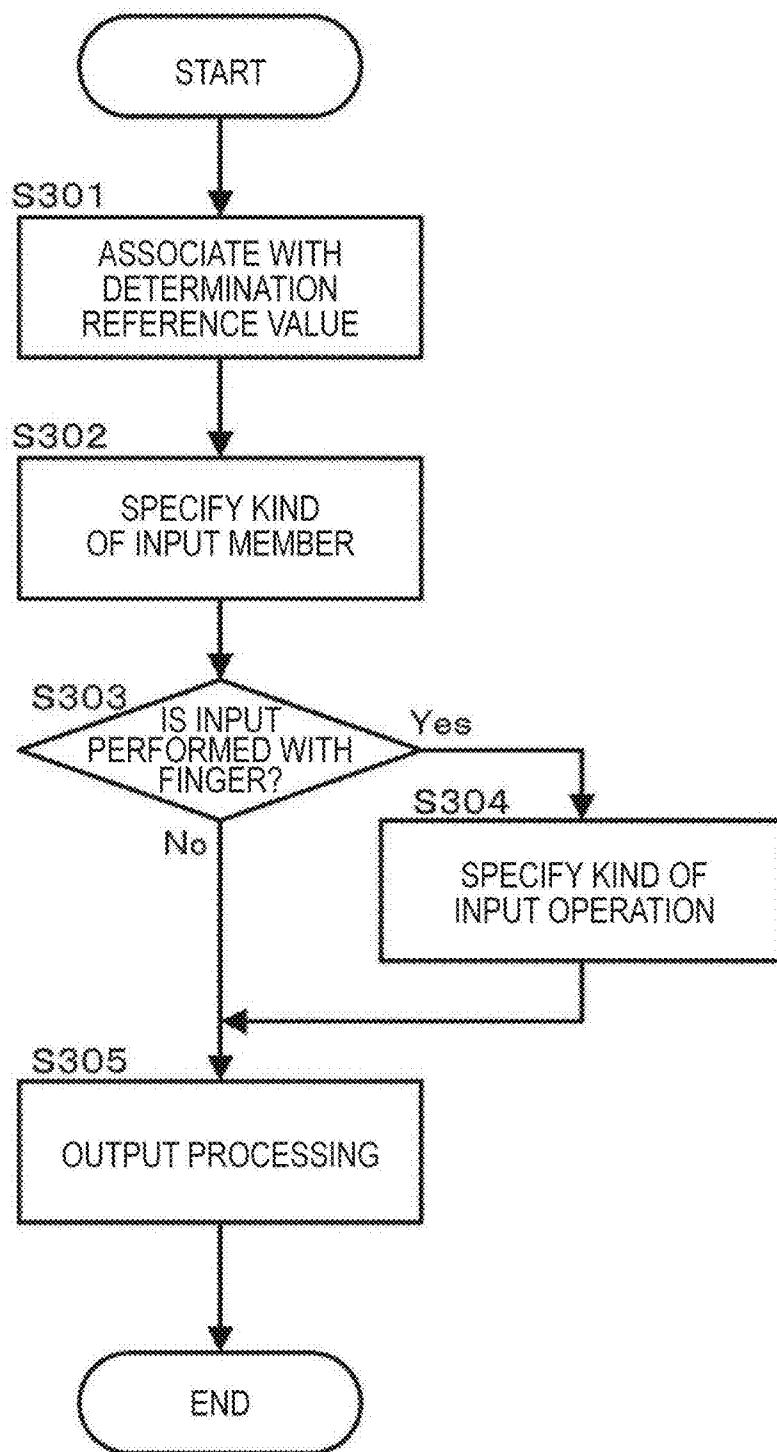 START
S301
ASSOCIATE WITH
DETERMINATION
REFERENCE VALUE
S302
SPECIFY KIND
OF INPUT MEMBER
S303
IS INPUT
PERFORMED WITH
FINGER?
Yes
No
S304
SPECIFY KIND OF
INPUT OPERATION
S305
OUTPUT PROCESSING
END